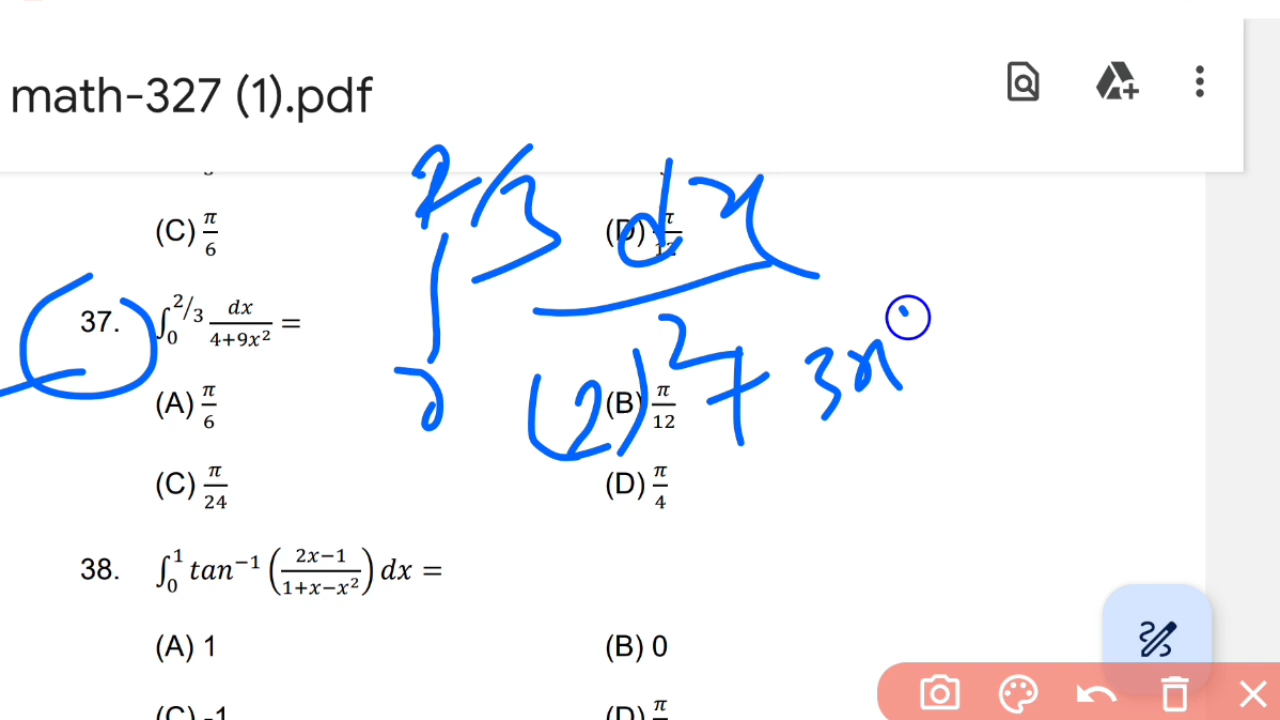 math-327 (1).pdf
(C) π/6
(D) π/12
2/3
dx
37. ∫₀^{2/3} dx/(4+9x²) =
∫
0
(2)² + 3x
(A) π/6
(B) π/12
(C) π/24
(D) π/4
38. ∫₀¹ tan⁻¹ ((2x−1)/(1+x−x²)) dx =
(A) 1
(B) 0
(C) -1
(D) π